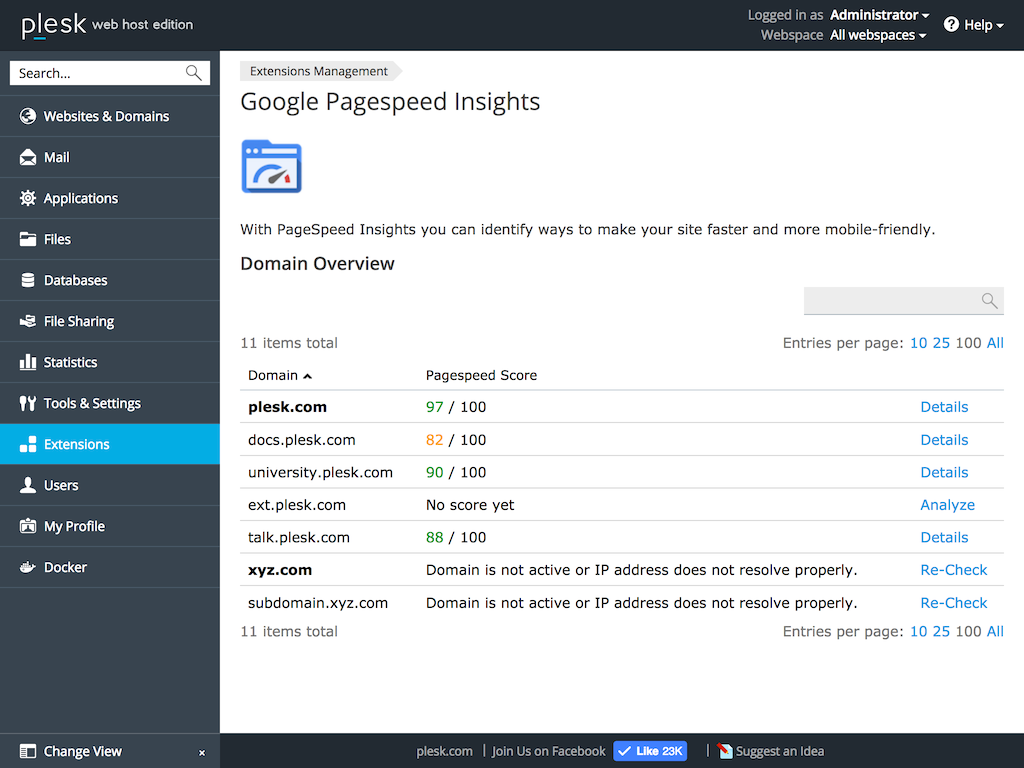 plesk web host edition
Logged in as Administrator
Webspace All webspaces
Help
Search...
Websites & Domains
Mail
Applications
Files
Databases
File Sharing
Statistics
Tools & Settings
Extensions
Users
My Profile
Docker
Change View x
Extensions Management
Google Pagespeed Insights
With PageSpeed Insights you can identify ways to make your site faster and more mobile-friendly.
Domain Overview
11 items total Entries per page: 10 25 100 All
Domain Pagespeed Score
plesk.com 97 / 100 Details
docs.plesk.com 82 / 100 Details
university.plesk.com 90 / 100 Details
ext.plesk.com No score yet Analyze
talk.plesk.com 88 / 100 Details
xyz.com Domain is not active or IP address does not resolve properly. Re-Check
subdomain.xyz.com Domain is not active or IP address does not resolve properly. Re-Check
11 items total Entries per page: 10 25 100 All
plesk.com | Join Us on Facebook Like 23K | Suggest an Idea